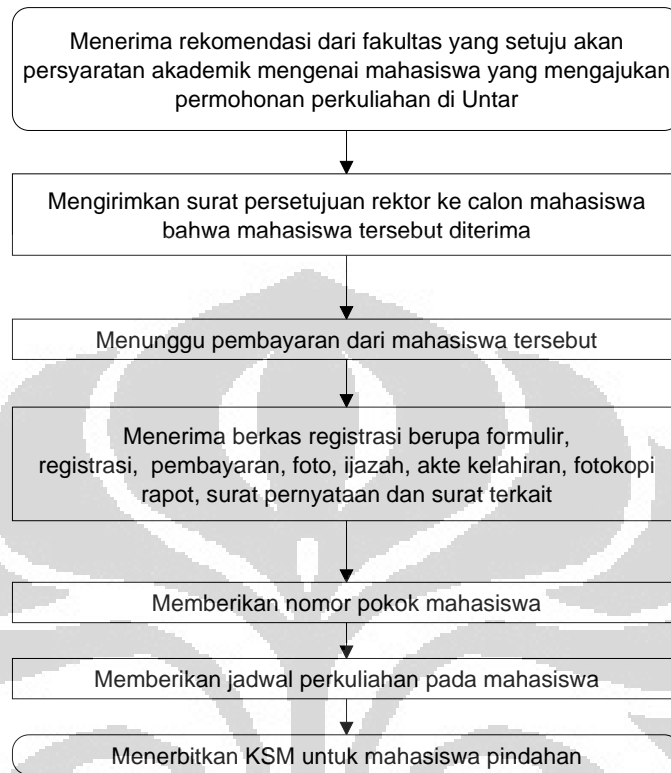 Menerima rekomendasi dari fakultas yang setuju akan
persyaratan akademik mengenai mahasiswa yang mengajukan
permohonan perkuliahan di Untar
Mengirimkan surat persetujuan rektor ke calon mahasiswa
bahwa mahasiswa tersebut diterima
Menunggu pembayaran dari mahasiswa tersebut
Menerima berkas registrasi berupa formulir,
registrasi, pembayaran, foto, ijazah, akte kelahiran, fotokopi
rapot, surat pernyataan dan surat terkait
Memberikan nomor pokok mahasiswa
Memberikan jadwal perkuliahan pada mahasiswa
Menerbitkan KSM untuk mahasiswa pindahan